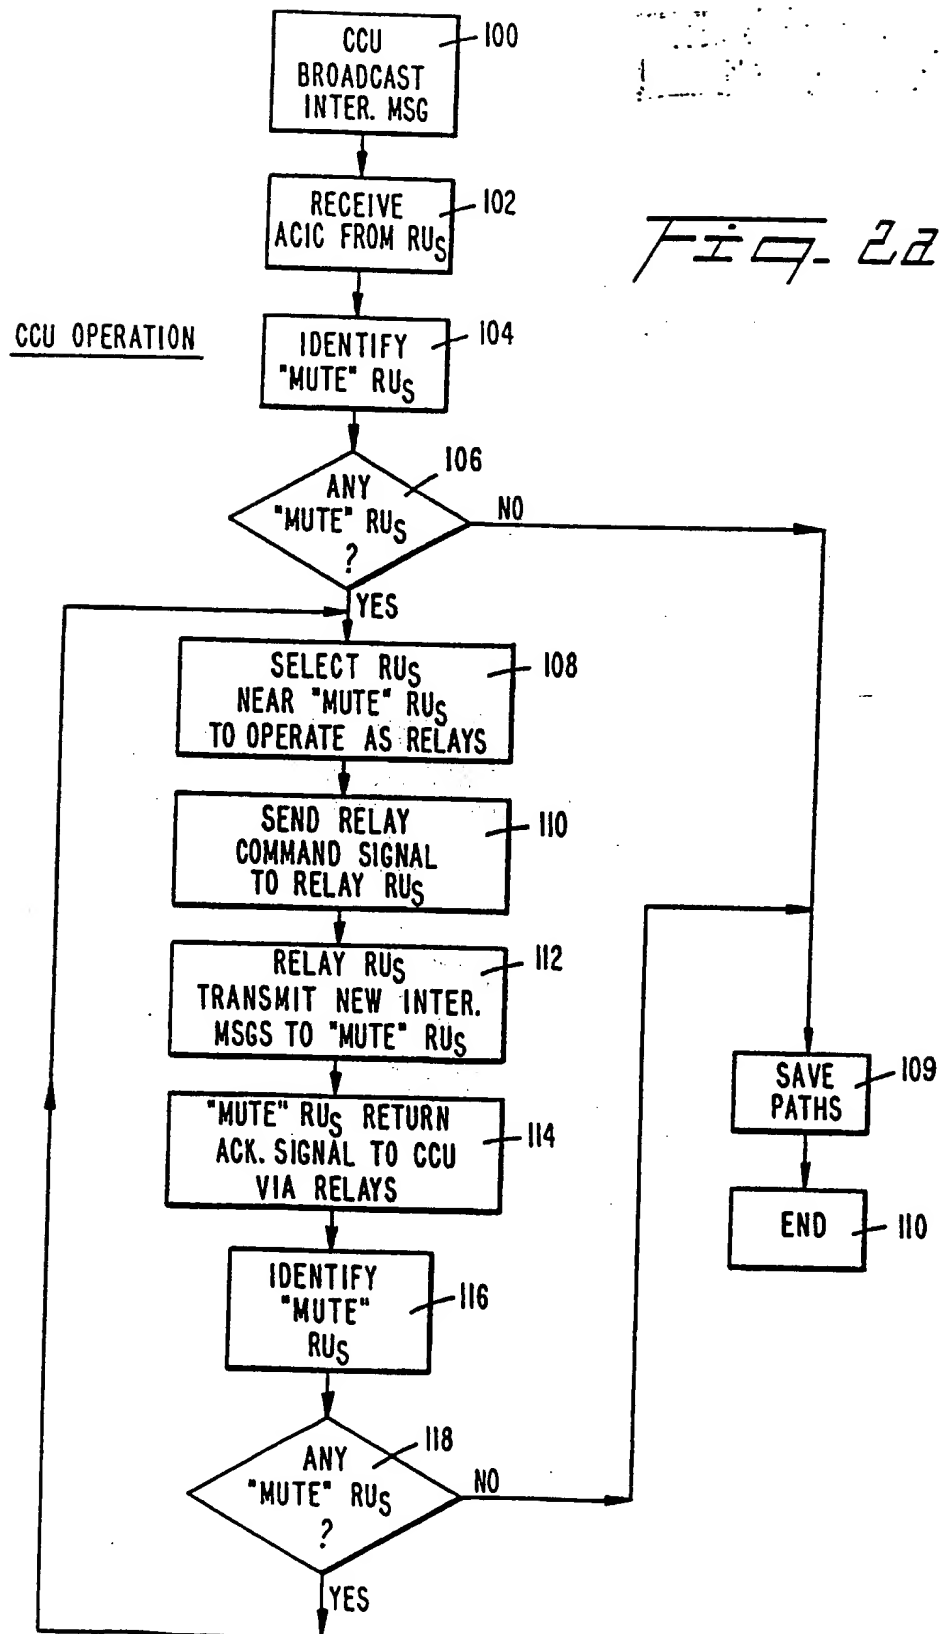 CCU
BROADCAST
INTER. MSG
100
RECEIVE
ACIC FROM RUS
102
Fig. 2a
CCU OPERATION
IDENTIFY
"MUTE" RUS
104
ANY
"MUTE" RUS
?
106
NO
YES
SELECT RUS
NEAR "MUTE" RUS
TO OPERATE AS RELAYS
108
SEND RELAY
COMMAND SIGNAL
TO RELAY RUS
110
RELAY RUS
TRANSMIT NEW INTER.
MSGS TO "MUTE" RUS
112
SAVE
PATHS
109
"MUTE" RUS RETURN
ACK. SIGNAL TO CCU
VIA RELAYS
114
END
110
IDENTIFY
"MUTE"
RUS
116
ANY
"MUTE" RUS
?
118
NO
YES